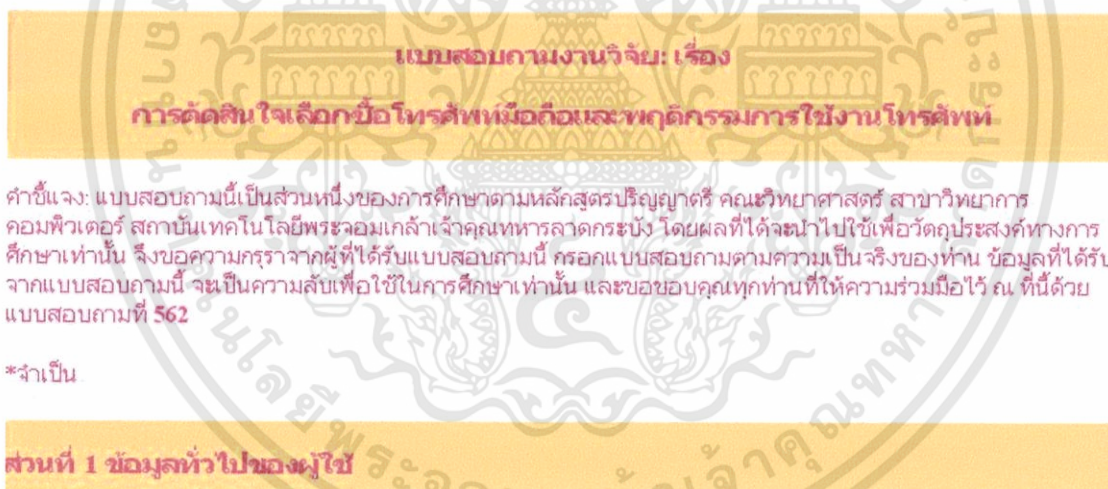 แบบสอบถามงานวิจัย: เรื่อง
การตัดสินใจเลือกซื้อโทรศัพท์มือถือและพฤติกรรมการใช้งานโทรศัพท์
คำชี้แจง: แบบสอบถามนี้เป็นส่วนหนึ่งของการศึกษาตามหลักสูตรปริญญาตรี คณะวิทยาศาสตร์ สาขาวิทยาการ
คอมพิวเตอร์ สถาบันเทคโนโลยีพระจอมเกล้าเจ้าคุณทหารลาดกระบัง โดยผลที่ได้จะนำไปใช้เพื่อวัตถุประสงค์ทางการ
ศึกษาเท่านั้น จึงขอความกรุราจากผู้ที่ได้รับแบบสอบถามนี้ กรอกแบบสอบถามตามความเป็นจริงของท่าน ข้อมูลที่ได้รับ
จากแบบสอบถามนี้ จะเป็นความลับเพื่อใช้ในการศึกษาเท่านั้น และขอขอบคุณทุกท่านที่ให้ความร่วมมือไว้ ณ ที่นี้ด้วย
แบบสอบถามที่ 562
*จำเป็น
ส่วนที่ 1 ข้อมูลทั่วไปของผู้ใช้